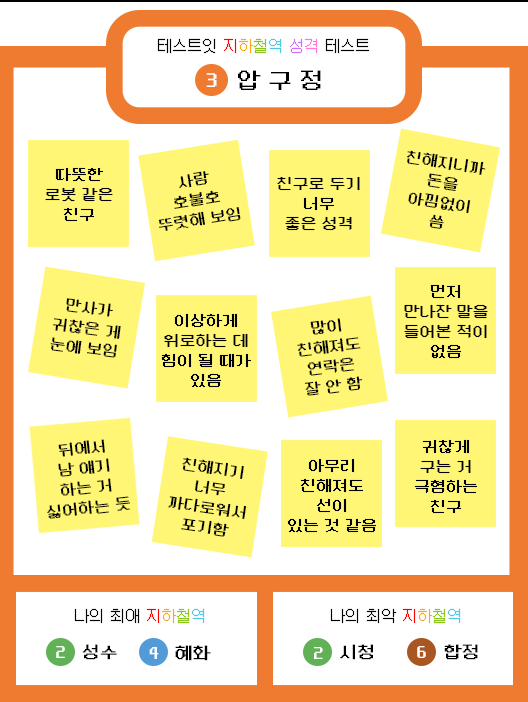 테스트잇 지하철역 성격 테스트
3 압구정
따뜻한
로봇 같은
친구
사람
호불호
뚜렷해 보임
친구로 두기
너무
좋은 성격
친해지니까
돈을
아낌없이
씀
만사가
귀찮은 게
눈에 보임
이상하게
위로하는 데
힘이 될 때가
있음
많이
친해져도
연락은
잘 안 함
먼저
만나잔 말을
들어본 적이
없음
뒤에서
남 얘기
하는 거
싫어하는 듯
친해지기
너무
까다로워서
포기함
아무리
친해져도
선이
있는 것 같음
귀찮게
구는 거
극혐하는
친구
나의 최애 지하철역
2 성수 4 혜화
나의 최악 지하철역
2 시청 6 합정